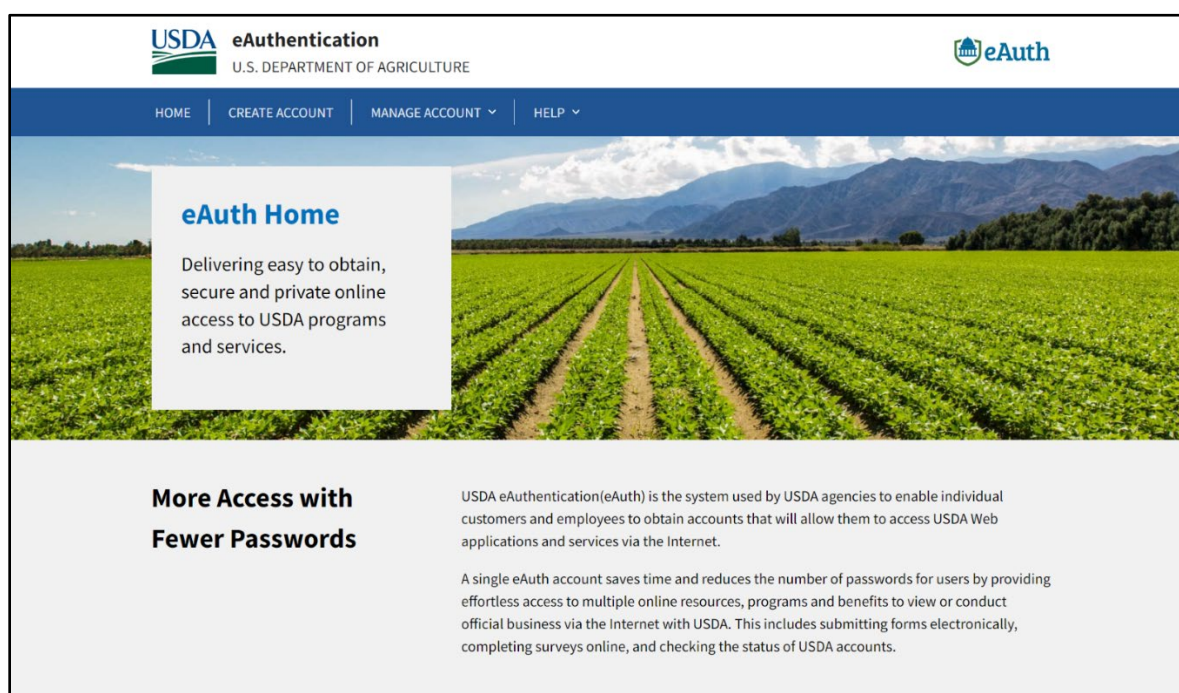 USDA
eAuthentication
U.S. DEPARTMENT OF AGRICULTURE
eAuth
HOME
CREATE ACCOUNT
MANAGE ACCOUNT
HELP
eAuth Home
Delivering easy to obtain,
secure and private online
access to USDA programs
and services.
More Access with
Fewer Passwords
USDA eAuthentication(eAuth) is the system used by USDA agencies to enable individual
customers and employees to obtain accounts that will allow them to access USDA Web
applications and services via the Internet.
A single eAuth account saves time and reduces the number of passwords for users by providing
effortless access to multiple online resources, programs and benefits to view or conduct
official business via the Internet with USDA. This includes submitting forms electronically,
completing surveys online, and checking the status of USDA accounts.